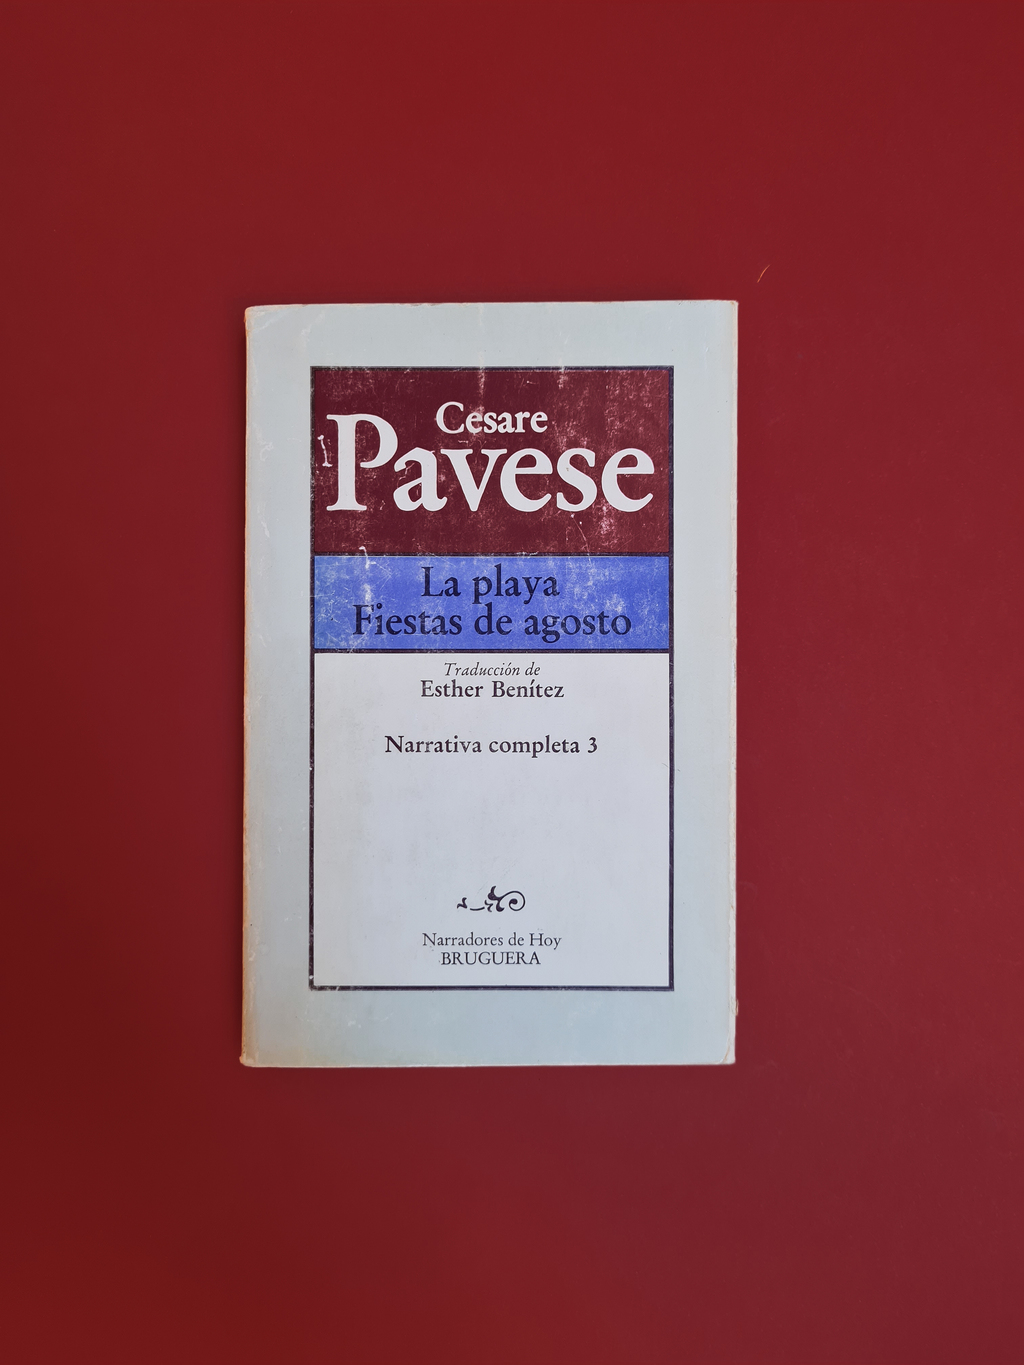 Cesare
Pavese
La playa
Fiestas de agosto
Traducción de
Esther Benítez
Narrativa completa 3
Narradores de Hoy
BRUGUERA